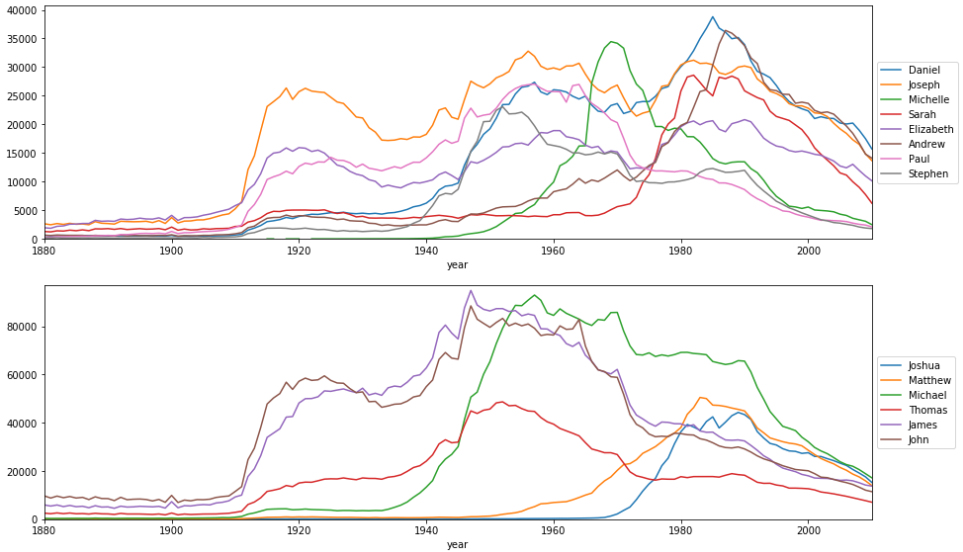 40000
35000
30000
25000
20000
15000
10000
5000
0
1880 1900 1920 1940 1960 1980 2000
year
Daniel
Joseph
Michelle
Sarah
Elizabeth
Andrew
Paul
Stephen
80000
60000
40000
20000
0
1880 1900 1920 1940 1960 1980 2000
year
Joshua
Matthew
Michael
Thomas
James
John